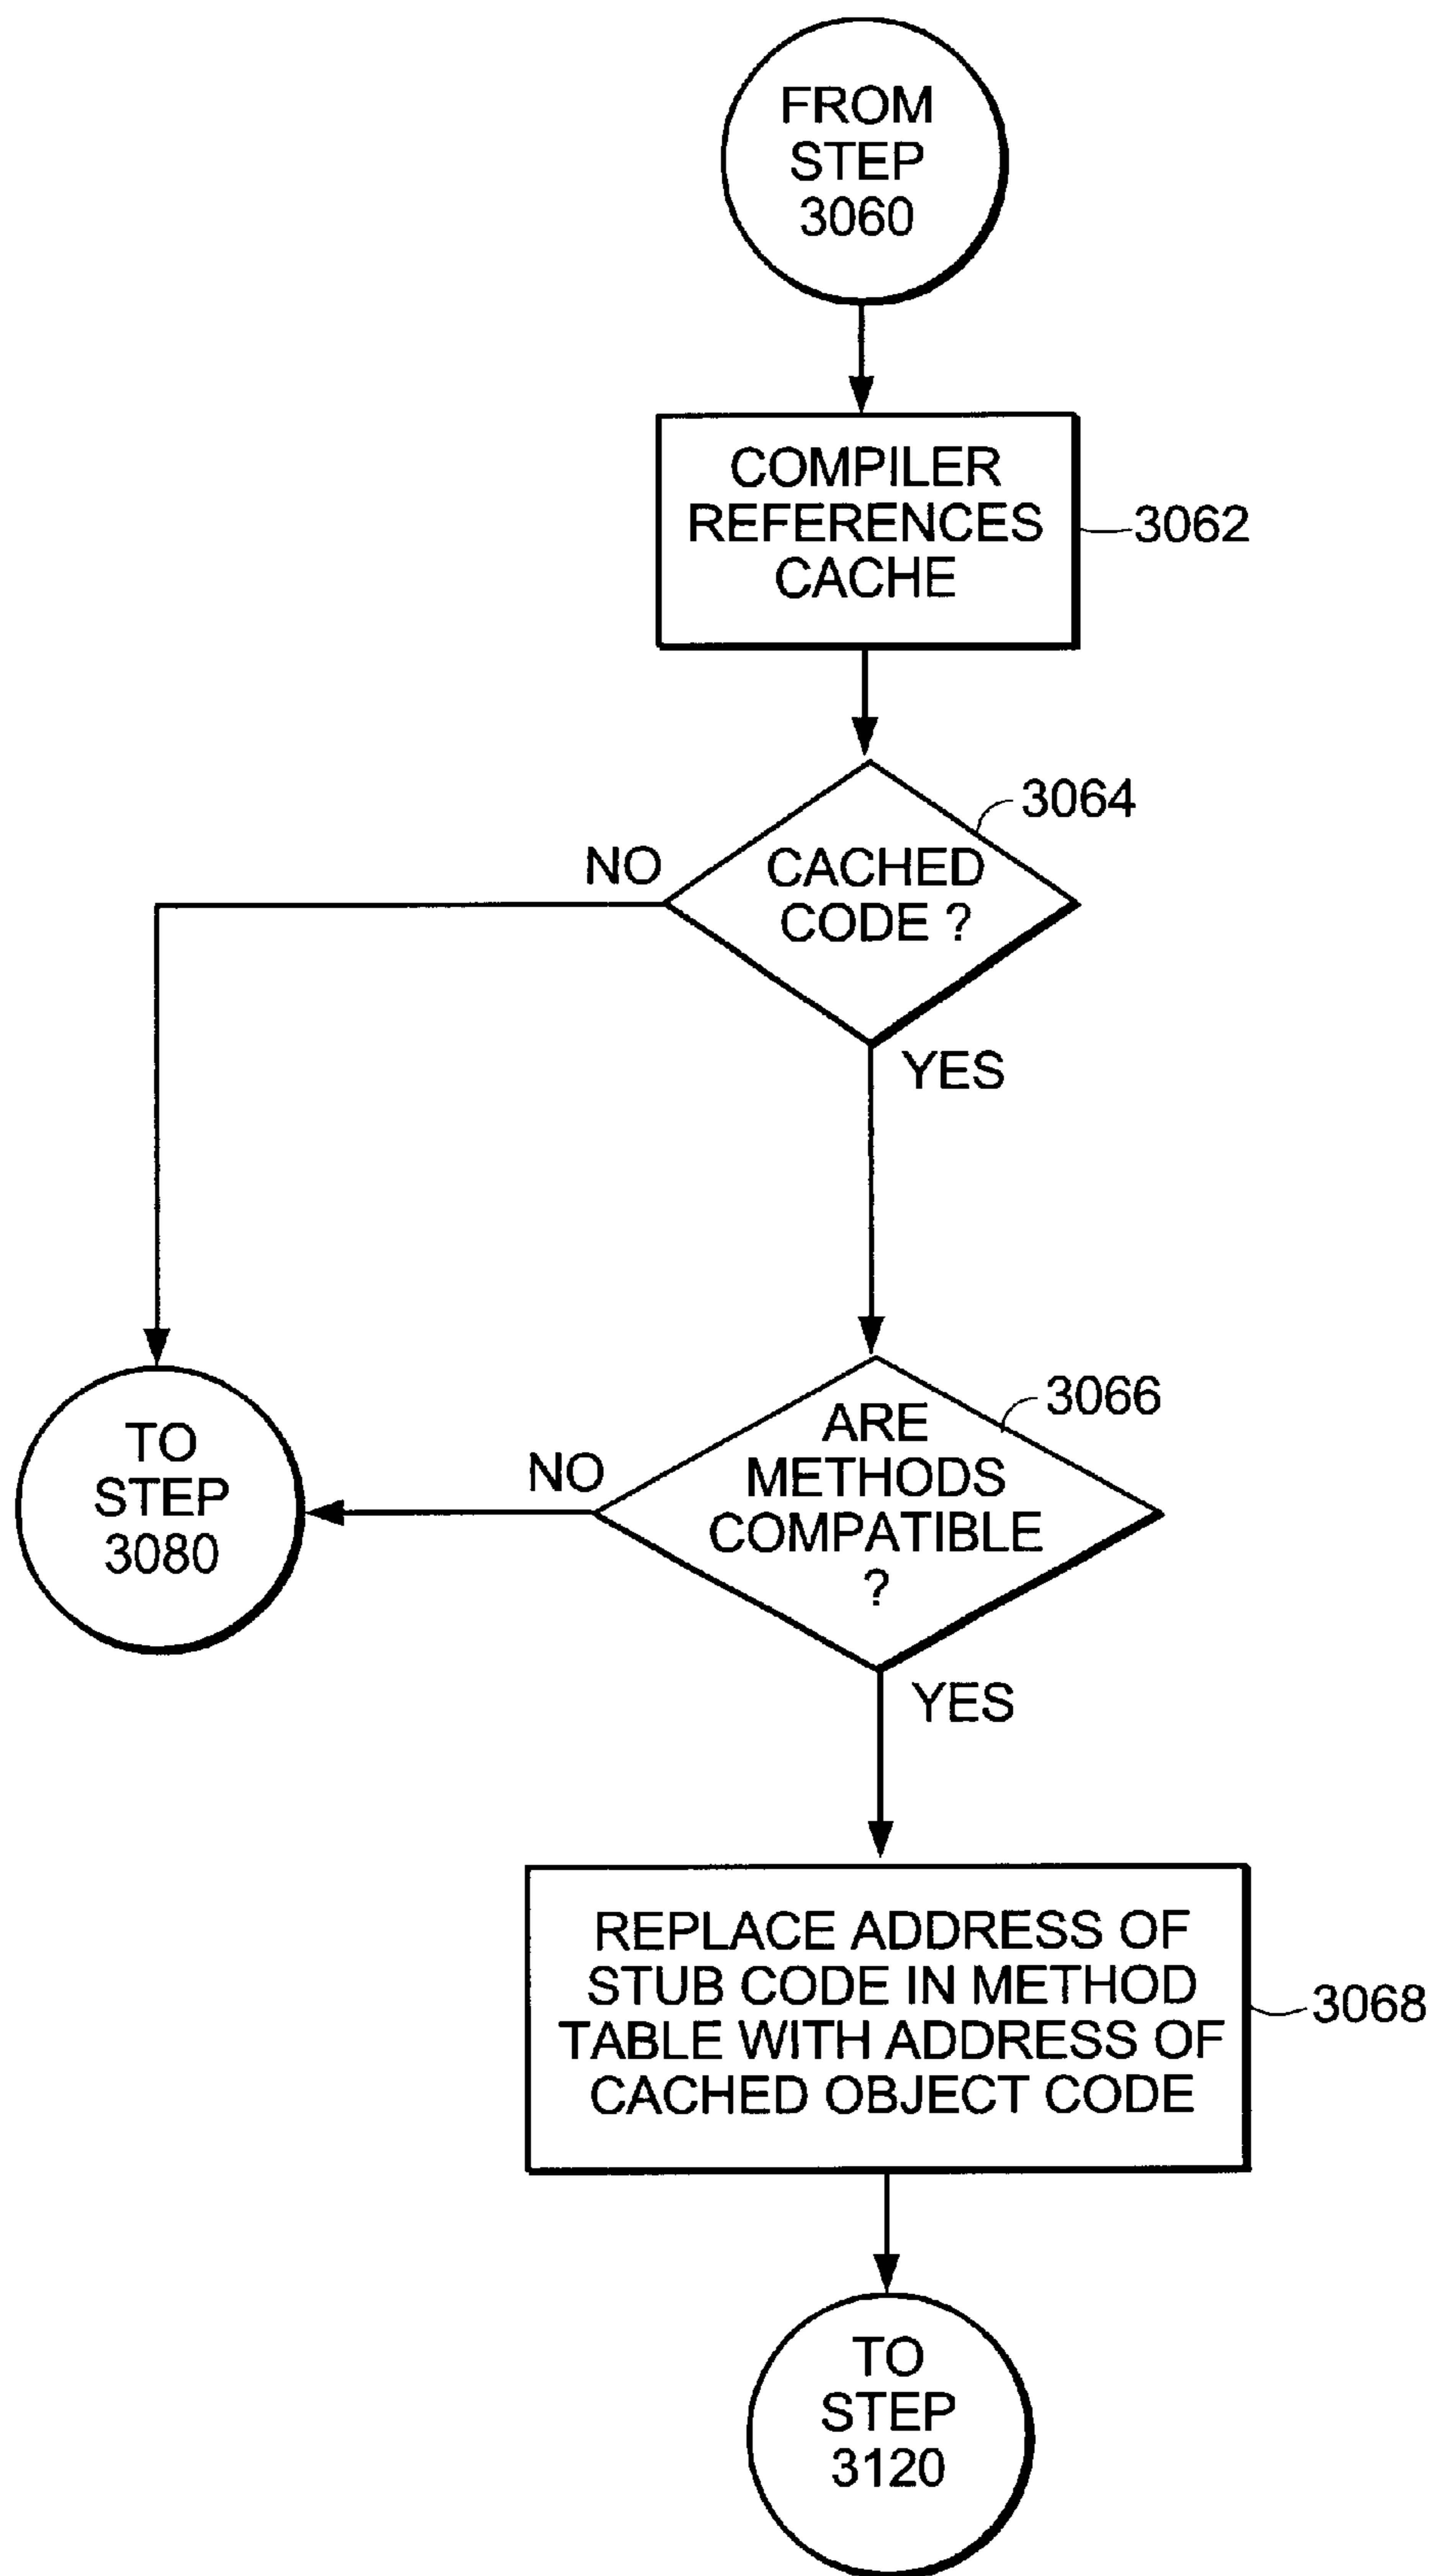 FROM
STEP
3060
COMPILER
REFERENCES
CACHE
3062
3064
NO
CACHED
CODE ?
YES
3066
ARE
METHODS
COMPATIBLE
?
NO
TO
STEP
3080
YES
REPLACE ADDRESS OF
STUB CODE IN METHOD
TABLE WITH ADDRESS OF
CACHED OBJECT CODE
3068
TO
STEP
3120